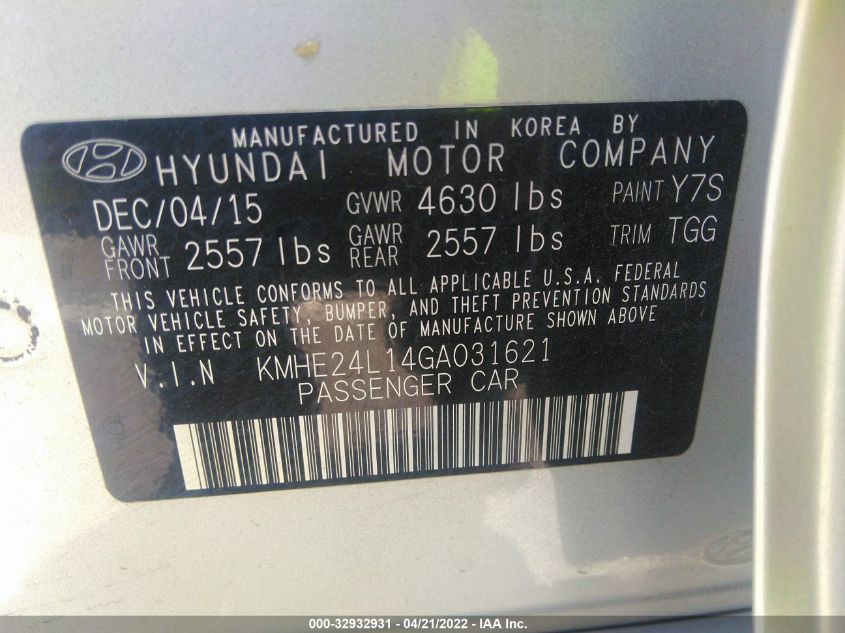 MANUFACTURED IN KOREA BY
HYUNDAI MOTOR COMPANY
DEC/04/15 GVWR 4630 lbs PAINT Y7S
GAWR FRONT 2557 lbs GAWR REAR 2557 lbs TRIM TGG
THIS VEHICLE CONFORMS TO ALL APPLICABLE U.S.A. FEDERAL
MOTOR VEHICLE SAFETY, BUMPER, AND THEFT PREVENTION STANDARDS
IN EFFECT ON THE DATE OF MANUFACTURE SHOWN ABOVE
V.I.N KMHE24L14GA031621
PASSENGER CAR
000-32932931 - 04/21/2022 - IAA Inc.